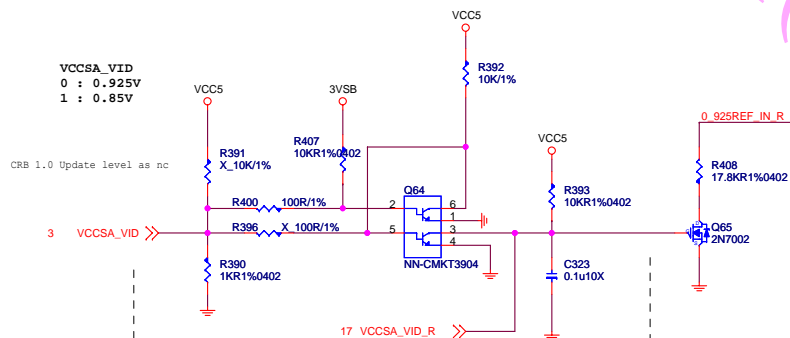 VCC5
VCCSA_VID
0 : 0.925V
1 : 0.85V
R392
10K/1%
VCC5
3VSB
0_925REF_IN_R
R407
10KR1%0402
VCC5
R391
X_10K/1%
CRB 1.0 Update level as nc
R408
17.8KR1%0402
R393
10KR1%0402
Q64
R400
100R/1%
2
6
1
R396
X_100R/1%
5
3
4
3
VCCSA_VID
Q65
2N7002
NN-CMKT3904
R390
1KR1%0402
C323
0.1u10X
17 VCCSA_VID_R